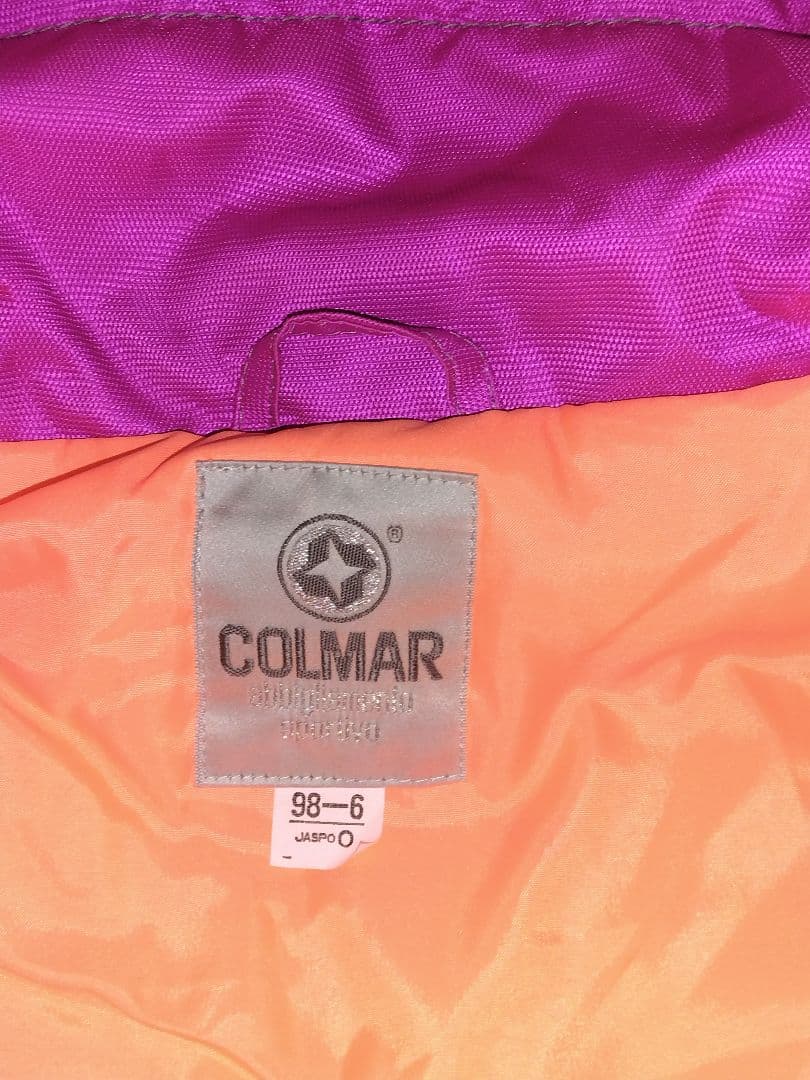 ®
COLMAR
abbigliamento
sportivo
98—6
JASPO O